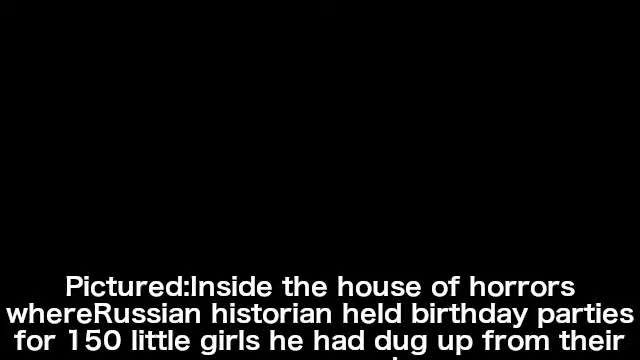 Pictured:Inside the house of horrors
whereRussian historian held birthday parties
for 150 little girls he had dug up from their